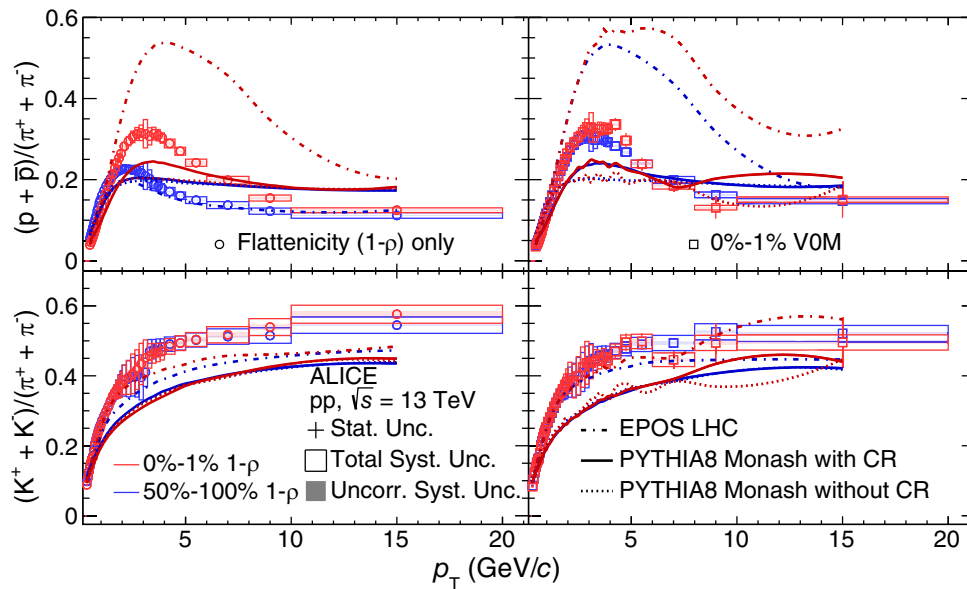 (p + p̅)/(π⁺ + π⁻)
0.6
0.4
0.2
0
Flattenicity (1-ρ) only
0%-1% V0M
(K⁺ + K⁻)/(π⁺ + π⁻)
0.6
0.4
0.2
0
ALICE
pp, √s = 13 TeV
Stat. Unc.
Total Syst. Unc.
Uncorr. Syst. Unc.
0%-1% 1-ρ
50%-100% 1-ρ
EPOS LHC
PYTHIA8 Monash with CR
PYTHIA8 Monash without CR
5 10 15 20 5 10 15 20
p_T (GeV/c)